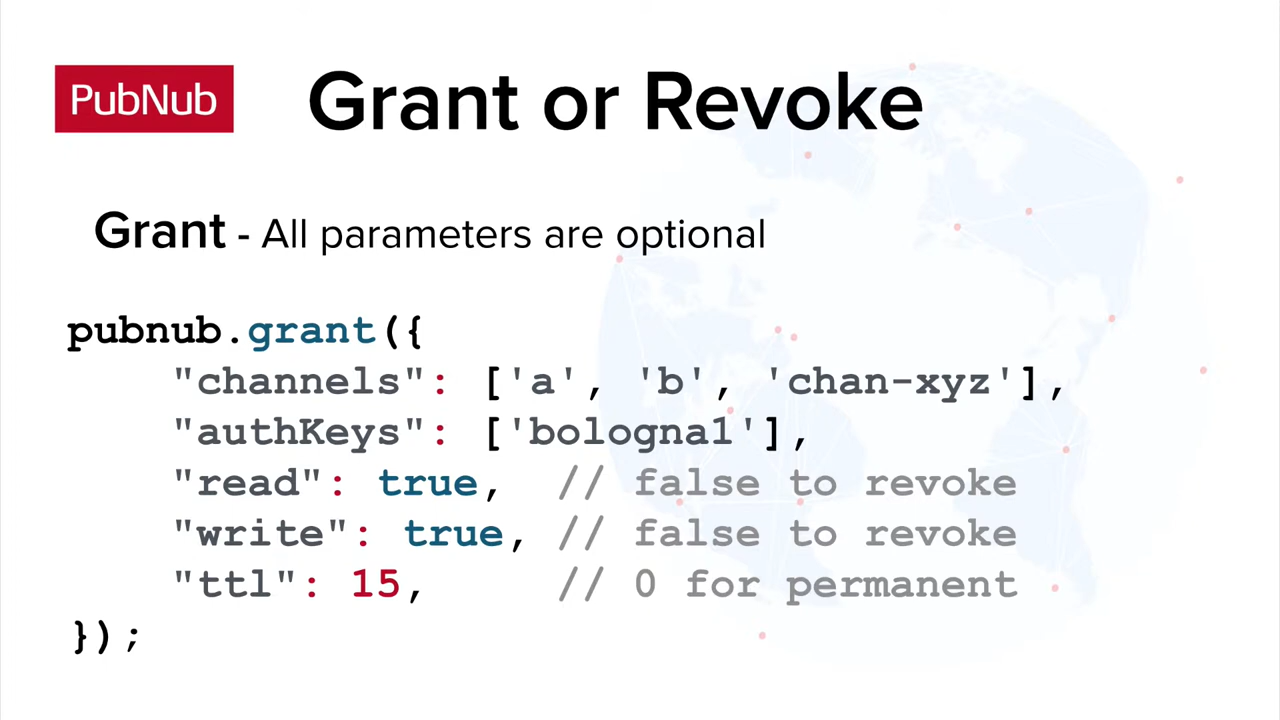 PubNub
Grant or Revoke
Grant - All parameters are optional
pubnub.grant({
    "channels": ['a', 'b', 'chan-xyz'],
    "authKeys": ['bologna1'],
    "read": true,  // false to revoke
    "write": true, // false to revoke
    "ttl": 15,     // 0 for permanent
});